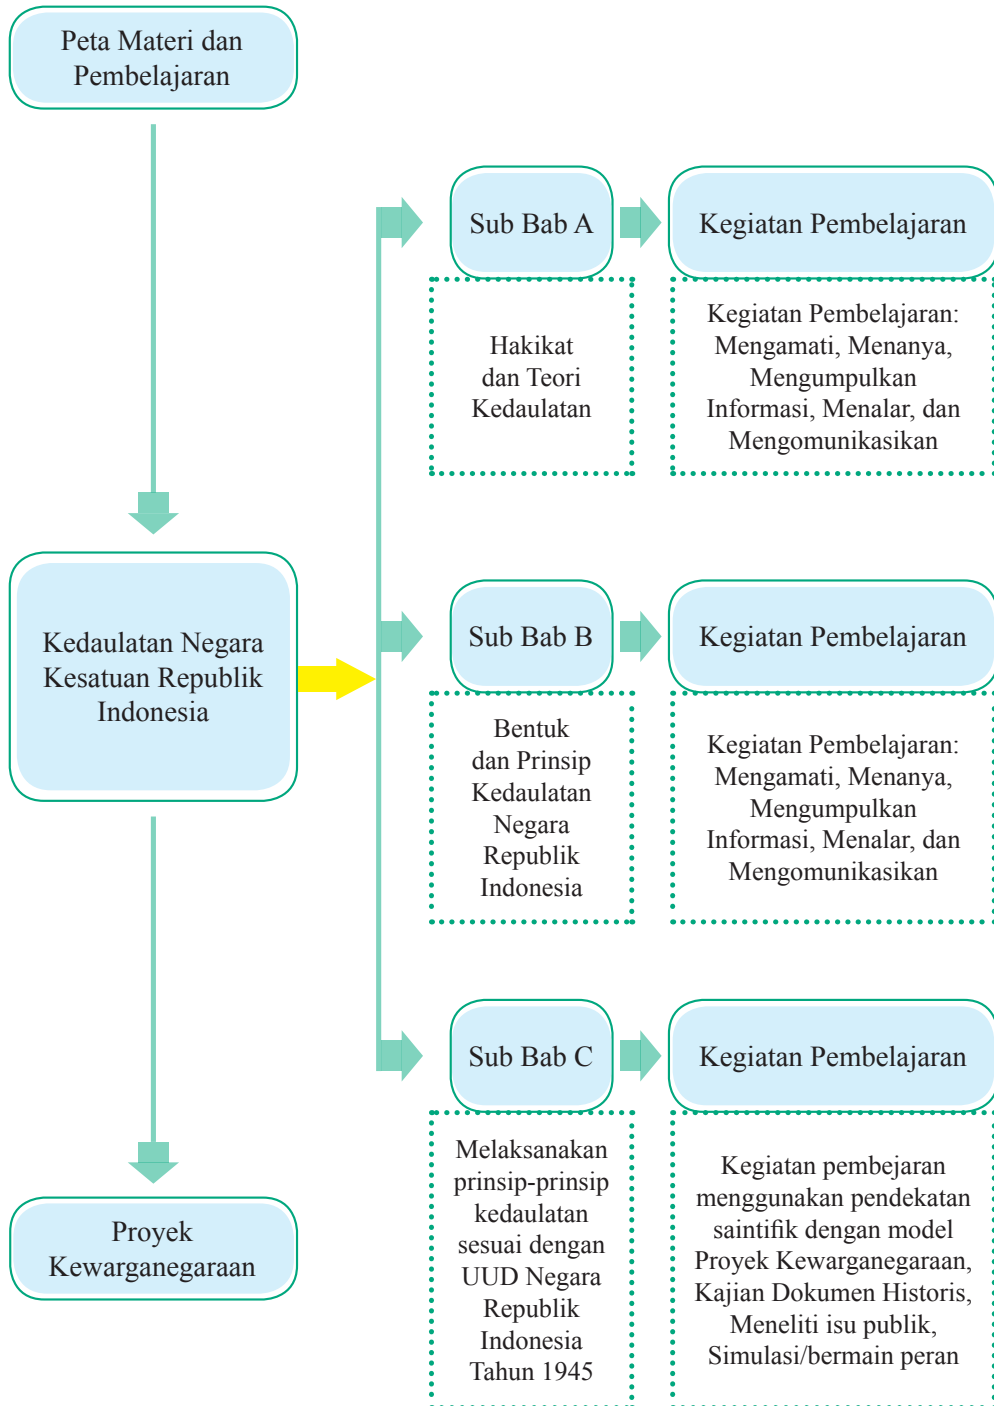 Peta Materi dan
Pembelajaran
Sub Bab A
Kegiatan Pembelajaran
Hakikat
dan Teori
Kedaulatan
Kegiatan Pembelajaran:
Mengamati, Menanya,
Mengumpulkan
Informasi, Menalar, dan
Mengomunikasikan
Kedaulatan Negara
Kesatuan Republik
Indonesia
Sub Bab B
Kegiatan Pembelajaran
Bentuk
dan Prinsip
Kedaulatan
Negara
Republik
Indonesia
Kegiatan Pembelajaran:
Mengamati, Menanya,
Mengumpulkan
Informasi, Menalar, dan
Mengomunikasikan
Sub Bab C
Kegiatan Pembelajaran
Melaksanakan
prinsip-prinsip
kedaulatan
sesuai dengan
UUD Negara
Republik
Indonesia
Tahun 1945
Kegiatan pembejaran
menggunakan pendekatan
saintifik dengan model
Proyek Kewarganegaraan,
Kajian Dokumen Historis,
Meneliti isu publik,
Simulasi/bermain peran
Proyek
Kewarganegaraan